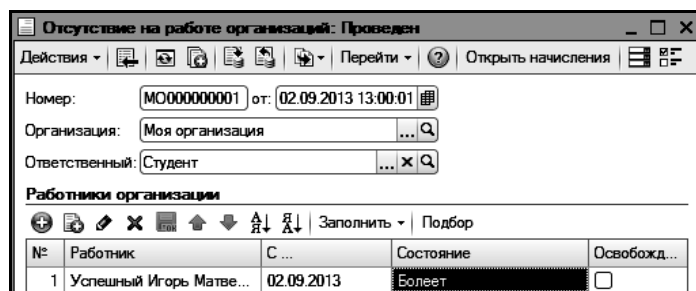 Отсутствие на работе организаций: Проведен
Действия Перейти Открыть начисления
Номер: МО000000001 от: 02.09.2013 13:00:01
Организация: Моя организация ...
Ответственный: Студент ...
Работники организации
Заполнить Подбор
№ Работник С ... Состояние Освобожд...
1 Успешный Игорь Матве... 02.09.2013 Болеет